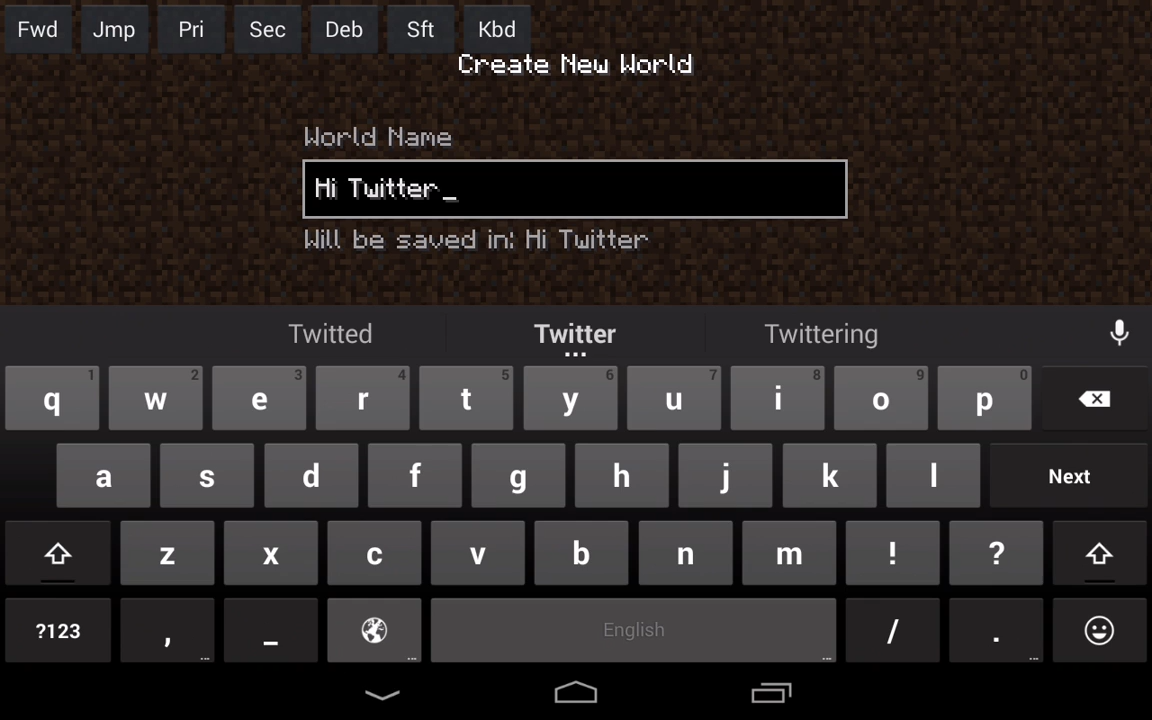 Fwd Jmp Pri Sec Deb Sft Kbd
Create New World
World Name
Hi Twitter_
Will be saved in: Hi Twitter
Twitted Twitter Twittering
...
1 2 3 4 5 6 7 8 9 0
q w e r t y u i o p
a s d f g h j k l Next
z x c v b n m ! ?
?123 , _ English / .